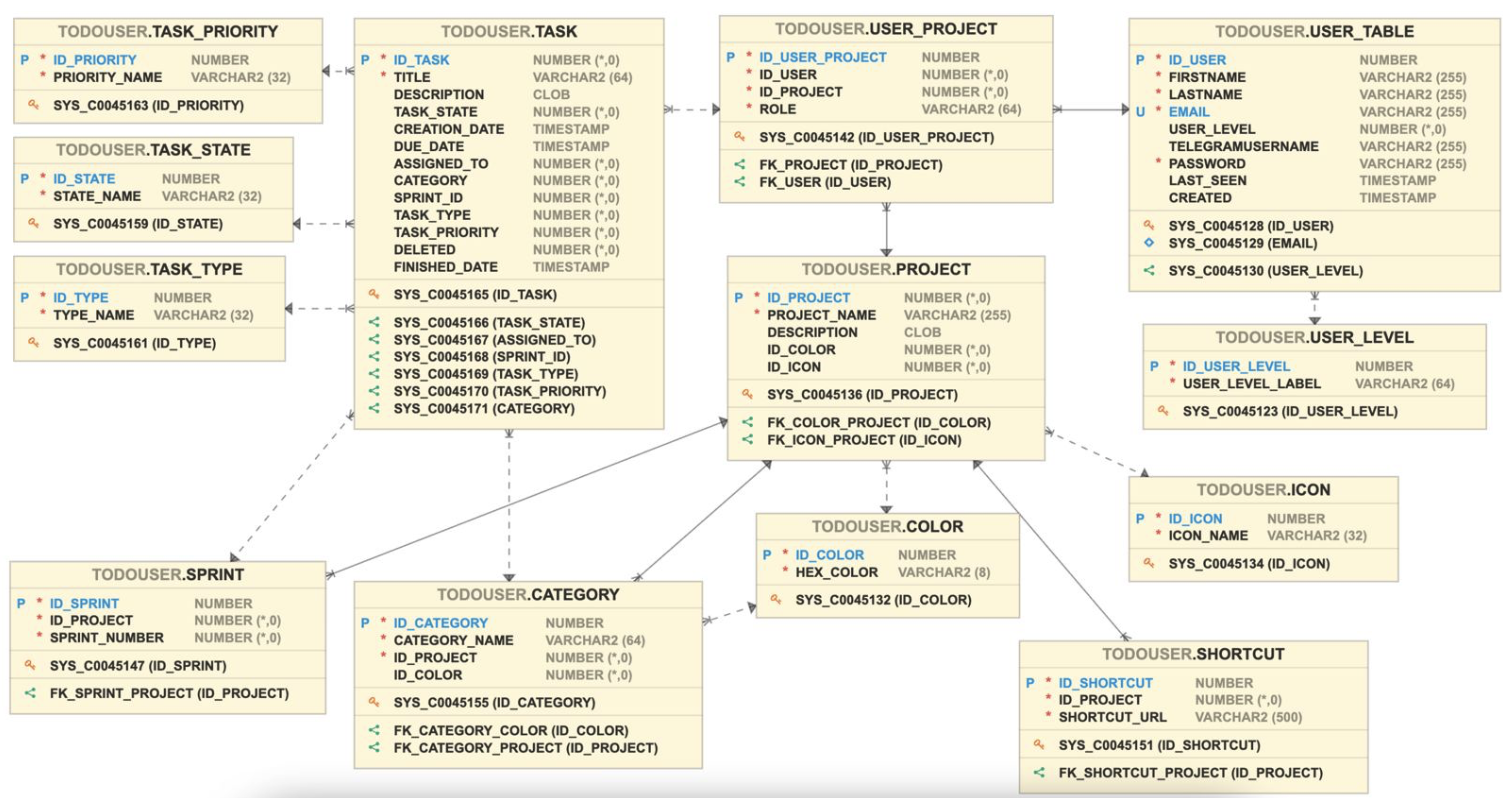 TODOUSER.TASK_PRIORITY
P * ID_PRIORITY NUMBER
* PRIORITY_NAME VARCHAR2 (32)
SYS_C0045163 (ID_PRIORITY)
TODOUSER.TASK_STATE
P * ID_STATE NUMBER
* STATE_NAME VARCHAR2 (32)
SYS_C0045159 (ID_STATE)
TODOUSER.TASK_TYPE
P * ID_TYPE NUMBER
* TYPE_NAME VARCHAR2 (32)
SYS_C0045161 (ID_TYPE)
TODOUSER.TASK
P * ID_TASK NUMBER (*,0)
* TITLE VARCHAR2 (64)
DESCRIPTION CLOB
TASK_STATE NUMBER (*,0)
CREATION_DATE TIMESTAMP
DUE_DATE TIMESTAMP
ASSIGNED_TO NUMBER (*,0)
CATEGORY NUMBER (*,0)
SPRINT_ID NUMBER (*,0)
TASK_TYPE NUMBER (*,0)
TASK_PRIORITY NUMBER (*,0)
DELETED NUMBER (*,0)
FINISHED_DATE TIMESTAMP
SYS_C0045165 (ID_TASK)
SYS_C0045166 (TASK_STATE)
SYS_C0045167 (ASSIGNED_TO)
SYS_C0045168 (SPRINT_ID)
SYS_C0045169 (TASK_TYPE)
SYS_C0045170 (TASK_PRIORITY)
SYS_C0045171 (CATEGORY)
TODOUSER.USER_PROJECT
P * ID_USER_PROJECT NUMBER
* ID_USER NUMBER (*,0)
* ID_PROJECT NUMBER (*,0)
* ROLE VARCHAR2 (64)
SYS_C0045142 (ID_USER_PROJECT)
FK_PROJECT (ID_PROJECT)
FK_USER (ID_USER)
TODOUSER.USER_TABLE
P * ID_USER NUMBER
* FIRSTNAME VARCHAR2 (255)
* LASTNAME VARCHAR2 (255)
U * EMAIL VARCHAR2 (255)
USER_LEVEL NUMBER (*,0)
TELEGRAMUSERNAME VARCHAR2 (255)
* PASSWORD VARCHAR2 (255)
LAST_SEEN TIMESTAMP
CREATED TIMESTAMP
SYS_C0045128 (ID_USER)
SYS_C0045129 (EMAIL)
SYS_C0045130 (USER_LEVEL)
TODOUSER.PROJECT
P * ID_PROJECT NUMBER (*,0)
* PROJECT_NAME VARCHAR2 (255)
DESCRIPTION CLOB
ID_COLOR NUMBER (*,0)
ID_ICON NUMBER (*,0)
SYS_C0045136 (ID_PROJECT)
FK_COLOR_PROJECT (ID_COLOR)
FK_ICON_PROJECT (ID_ICON)
TODOUSER.USER_LEVEL
P * ID_USER_LEVEL NUMBER
* USER_LEVEL_LABEL VARCHAR2 (64)
SYS_C0045123 (ID_USER_LEVEL)
TODOUSER.ICON
P * ID_ICON NUMBER
* ICON_NAME VARCHAR2 (32)
SYS_C0045134 (ID_ICON)
TODOUSER.SPRINT
P * ID_SPRINT NUMBER
* ID_PROJECT NUMBER (*,0)
* SPRINT_NUMBER NUMBER (*,0)
SYS_C0045147 (ID_SPRINT)
FK_SPRINT_PROJECT (ID_PROJECT)
TODOUSER.CATEGORY
P * ID_CATEGORY NUMBER
* CATEGORY_NAME VARCHAR2 (64)
* ID_PROJECT NUMBER (*,0)
ID_COLOR NUMBER (*,0)
SYS_C0045155 (ID_CATEGORY)
FK_CATEGORY_COLOR (ID_COLOR)
FK_CATEGORY_PROJECT (ID_PROJECT)
TODOUSER.COLOR
P * ID_COLOR NUMBER
* HEX_COLOR VARCHAR2 (8)
SYS_C0045132 (ID_COLOR)
TODOUSER.SHORTCUT
P * ID_SHORTCUT NUMBER
* ID_PROJECT NUMBER (*,0)
* SHORTCUT_URL VARCHAR2 (500)
SYS_C0045151 (ID_SHORTCUT)
FK_SHORTCUT_PROJECT (ID_PROJECT)